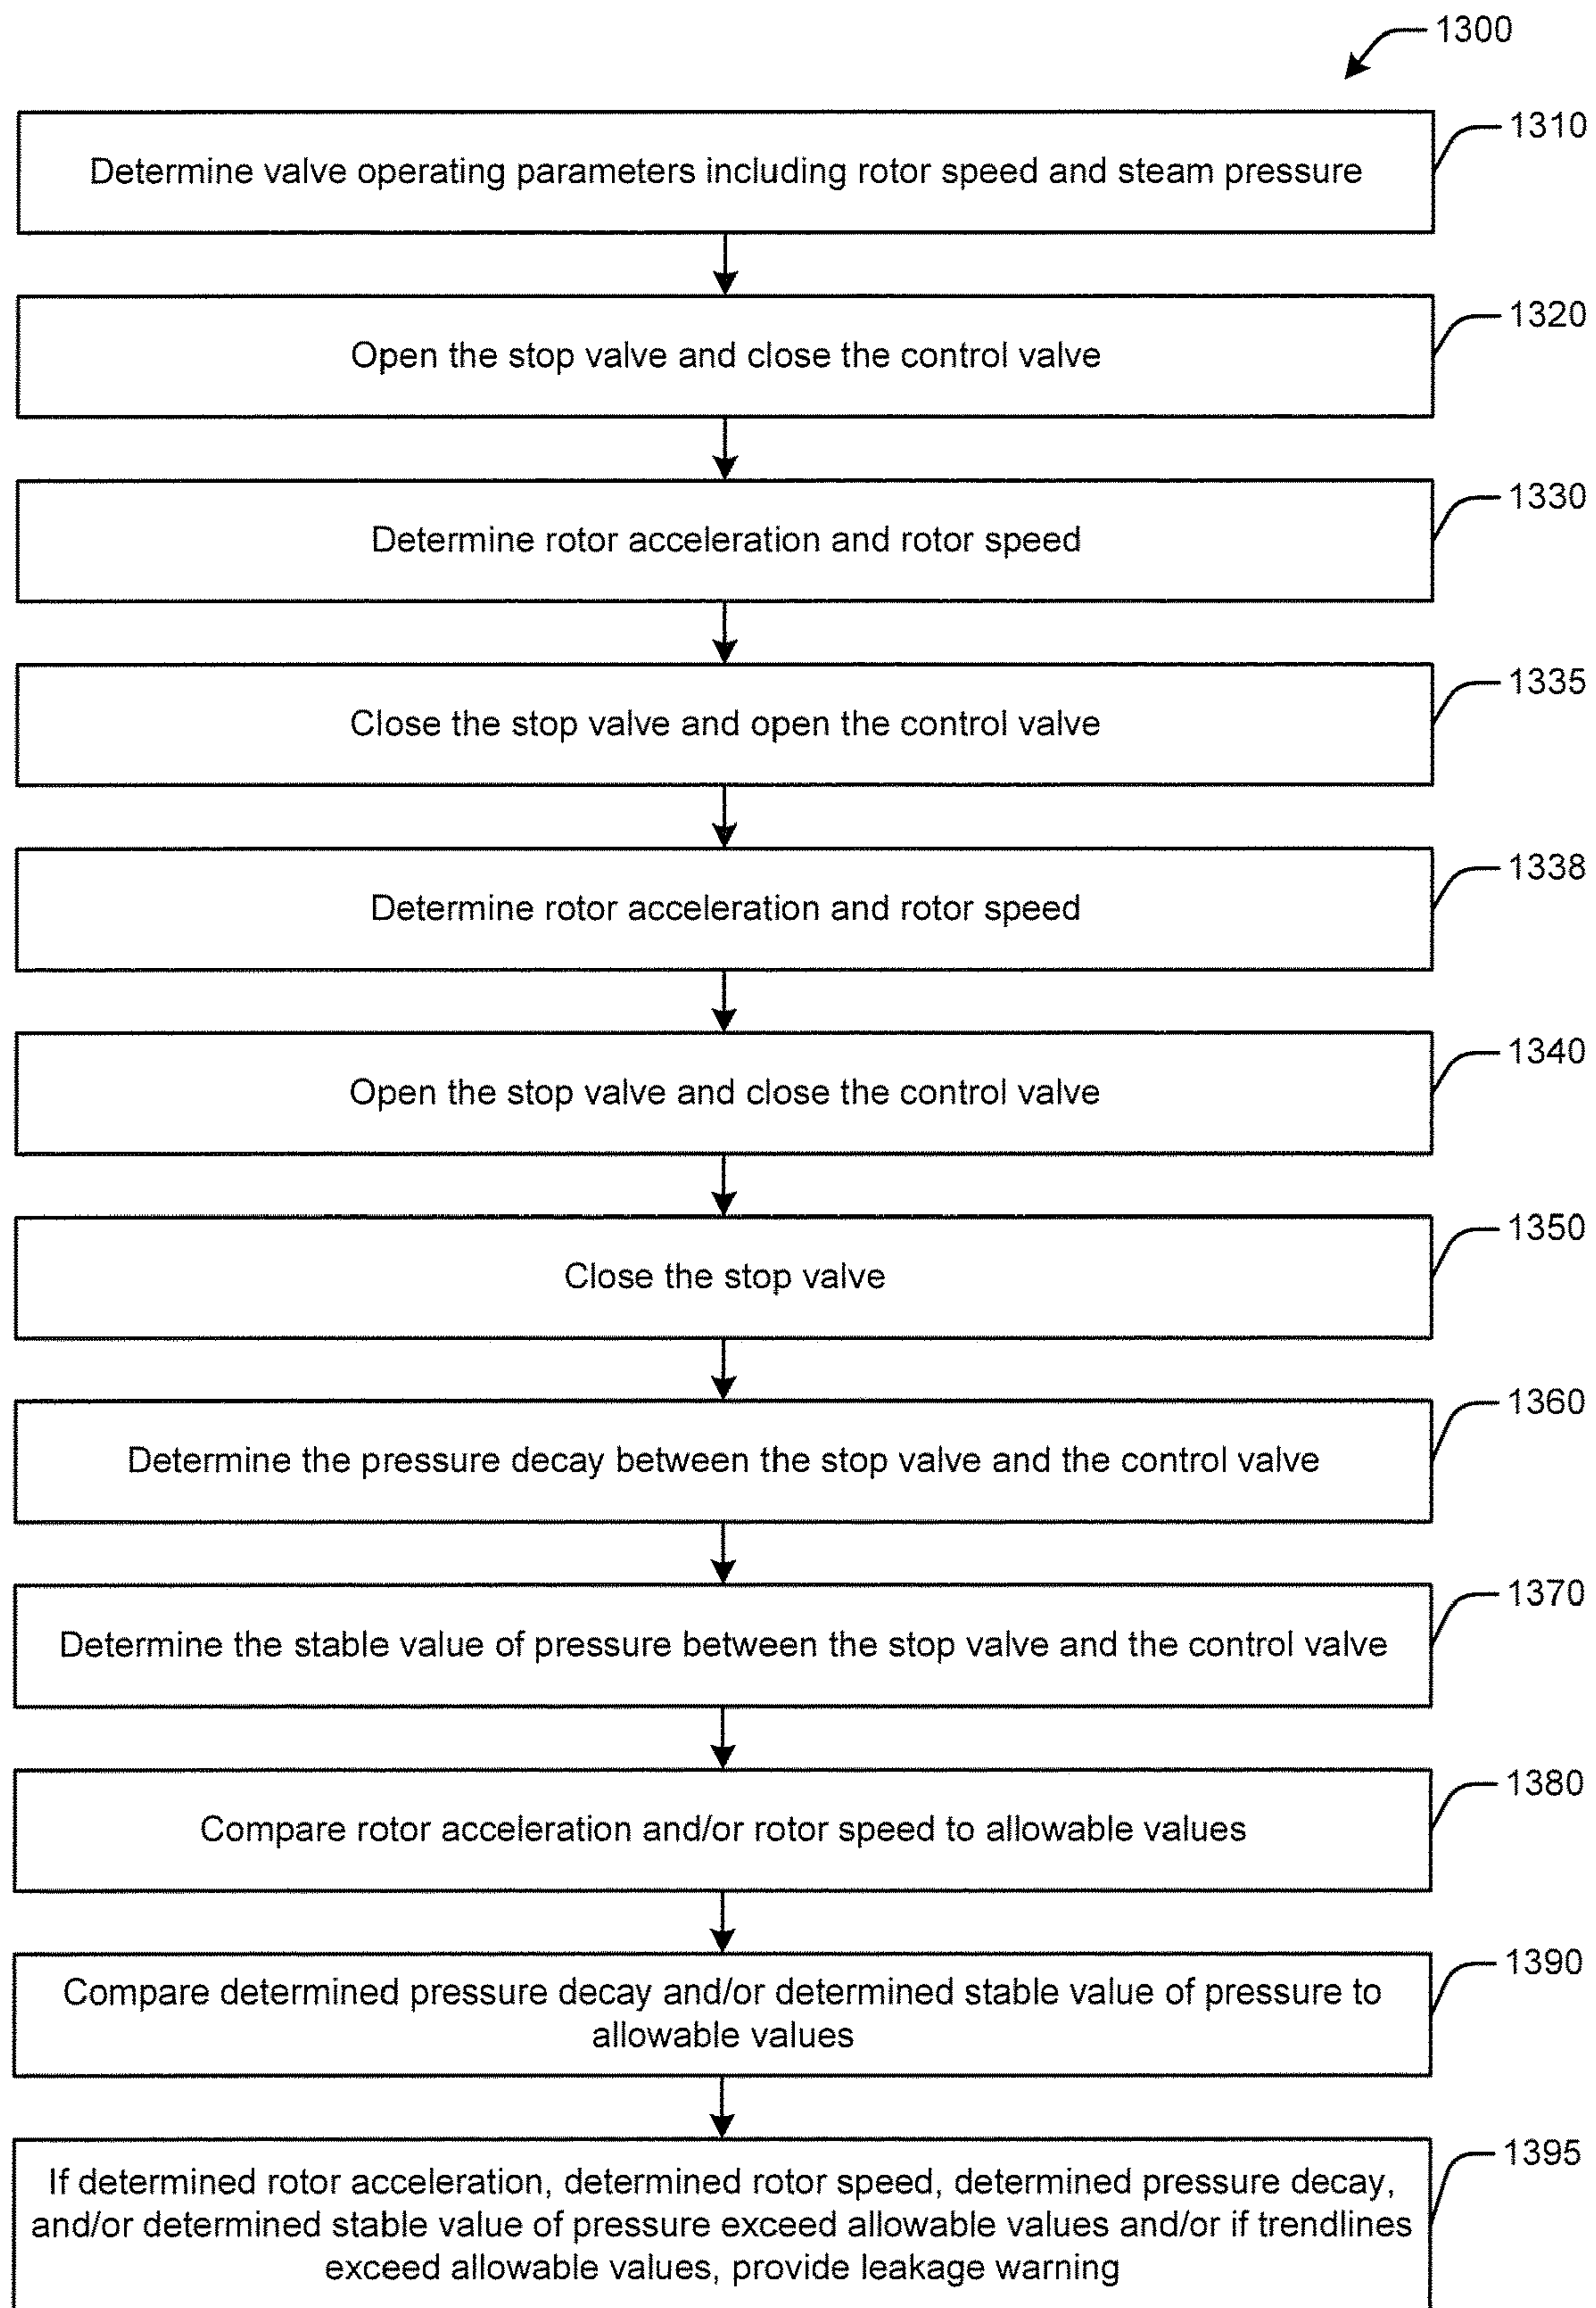 1300
1310
Determine valve operating parameters including rotor speed and steam pressure
1320
Open the stop valve and close the control valve
1330
Determine rotor acceleration and rotor speed
1335
Close the stop valve and open the control valve
1338
Determine rotor acceleration and rotor speed
1340
Open the stop valve and close the control valve
1350
Close the stop valve
1360
Determine the pressure decay between the stop valve and the control valve
1370
Determine the stable value of pressure between the stop valve and the control valve
1380
Compare rotor acceleration and/or rotor speed to allowable values
1390
Compare determined pressure decay and/or determined stable value of pressure to
allowable values
1395
If determined rotor acceleration, determined rotor speed, determined pressure decay,
and/or determined stable value of pressure exceed allowable values and/or if trendlines
exceed allowable values, provide leakage warning